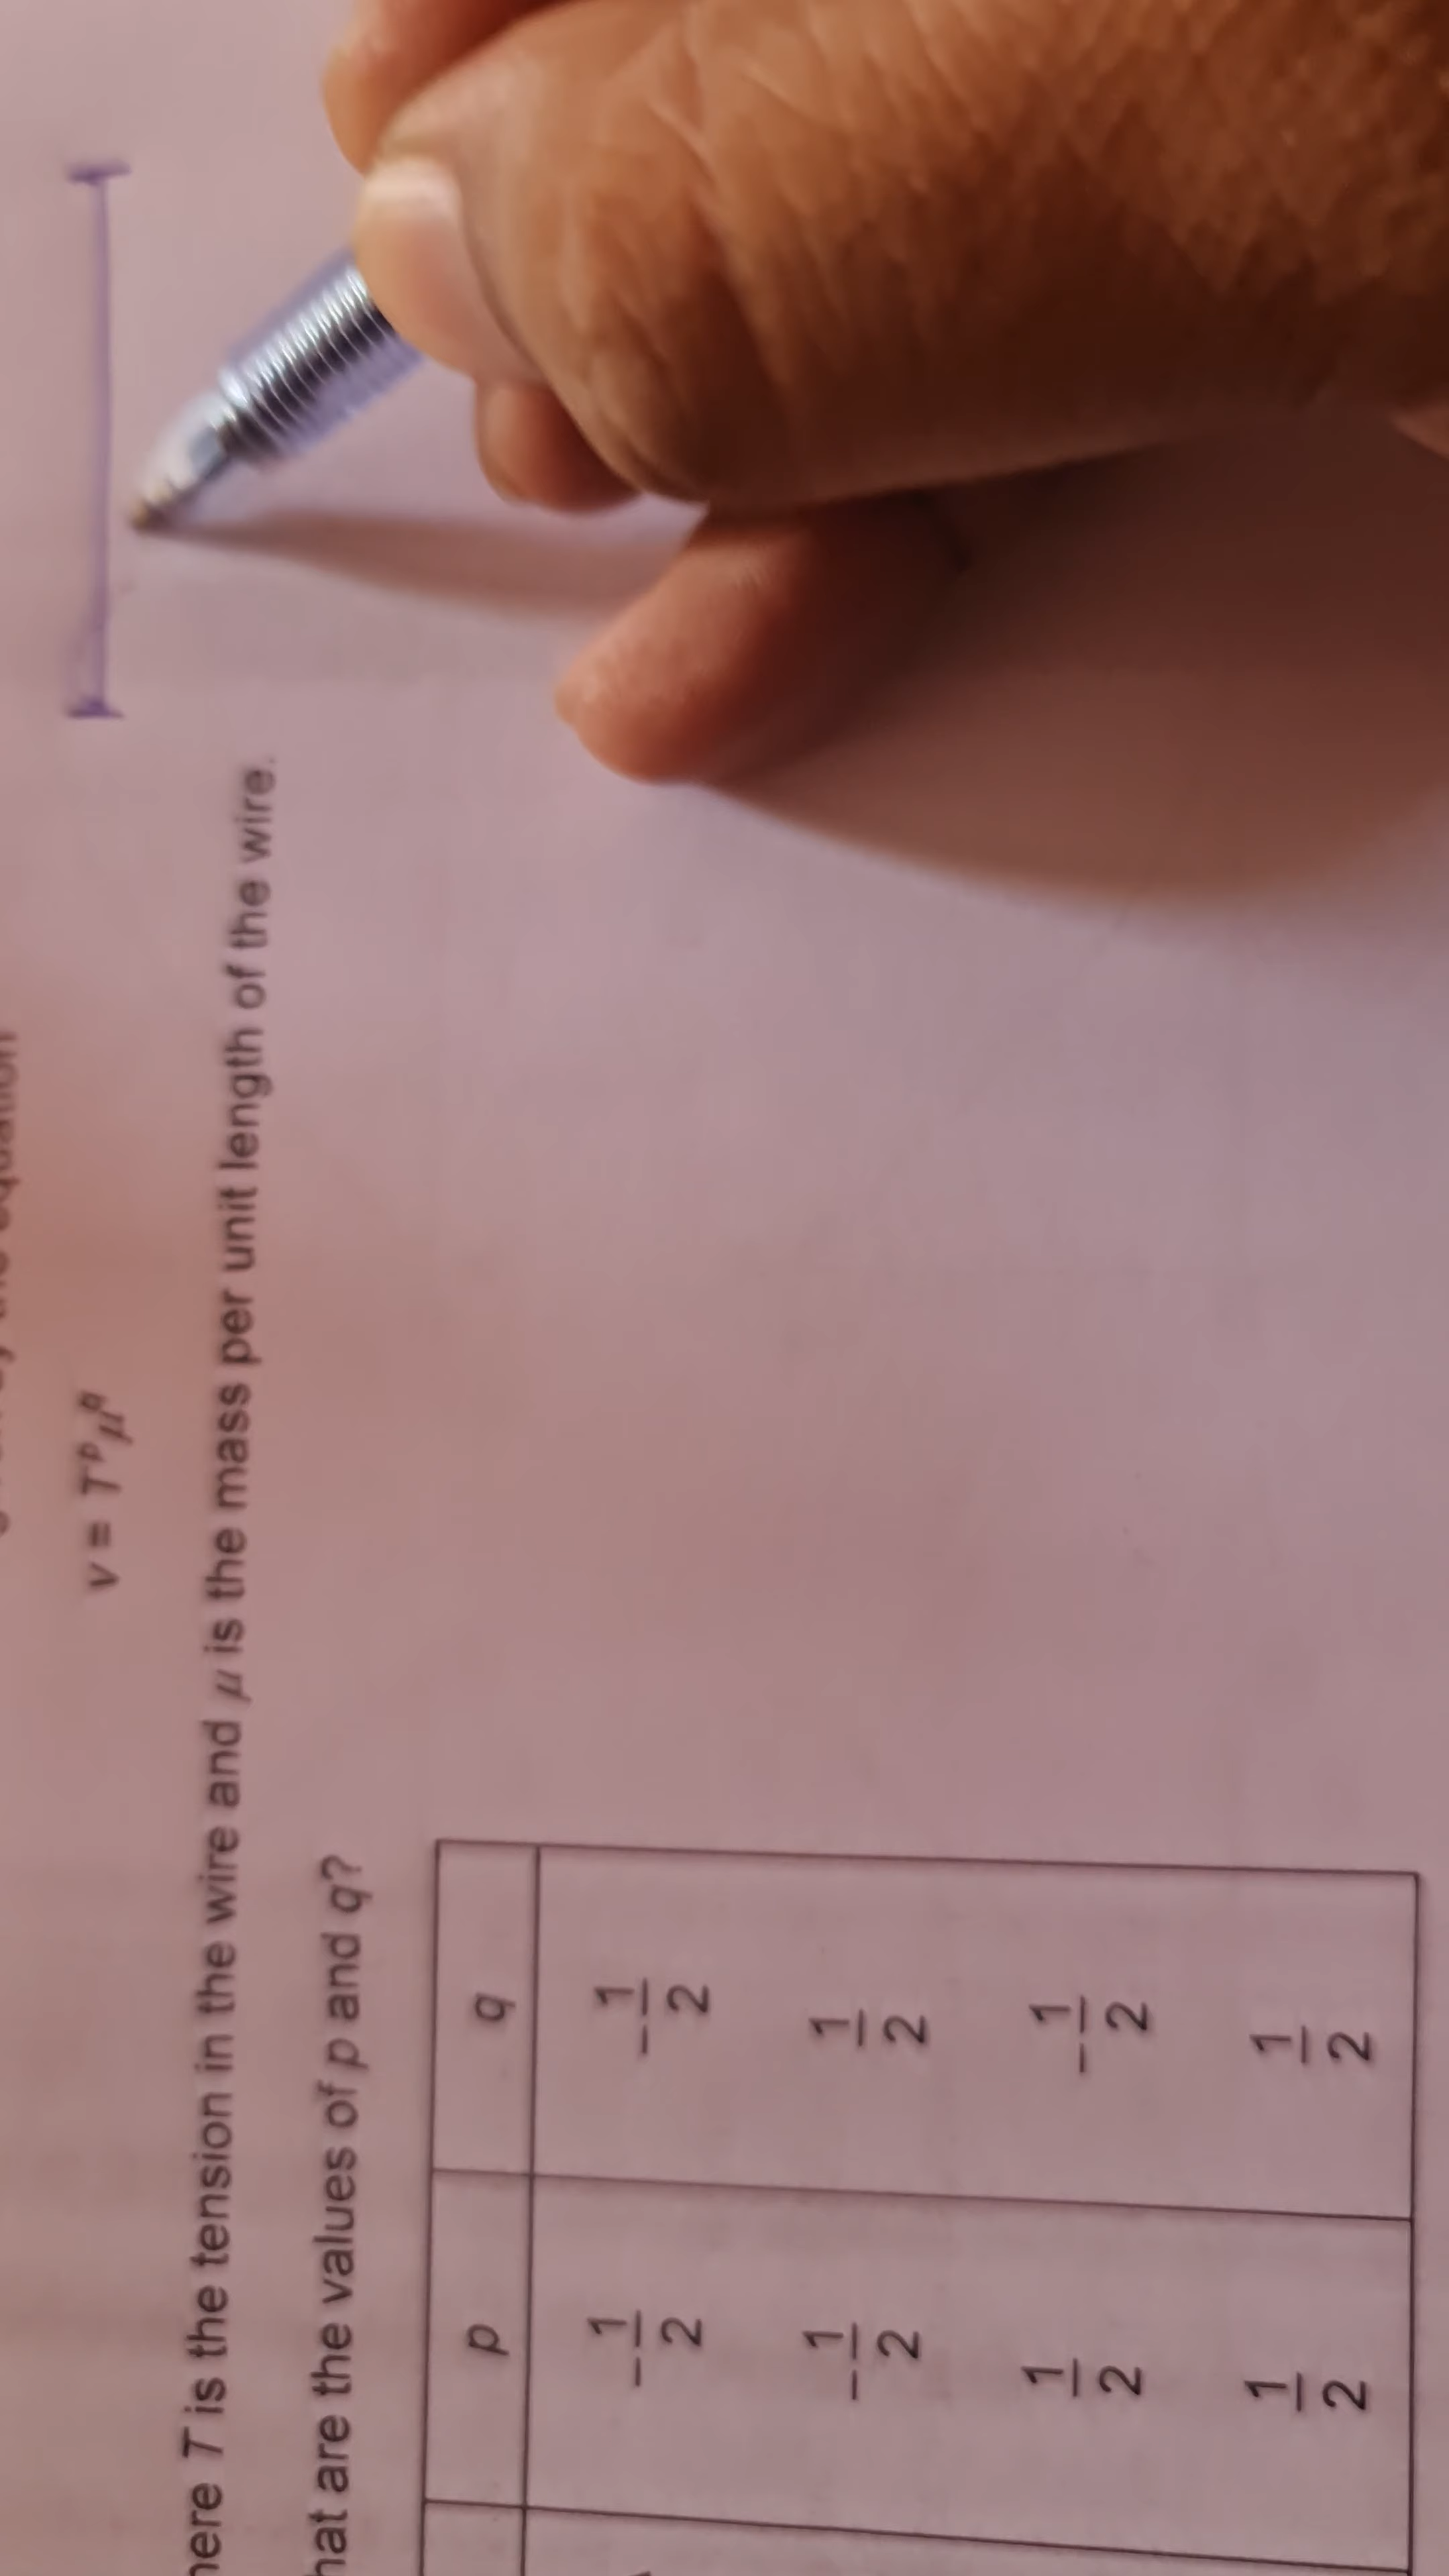 equation
v = T^p μ^q
here T is the tension in the wire and μ is the mass per unit length of the wire.
hat are the values of p and q?
p q
-1/2 -1/2
-1/2 1/2
1/2 -1/2
1/2 1/2